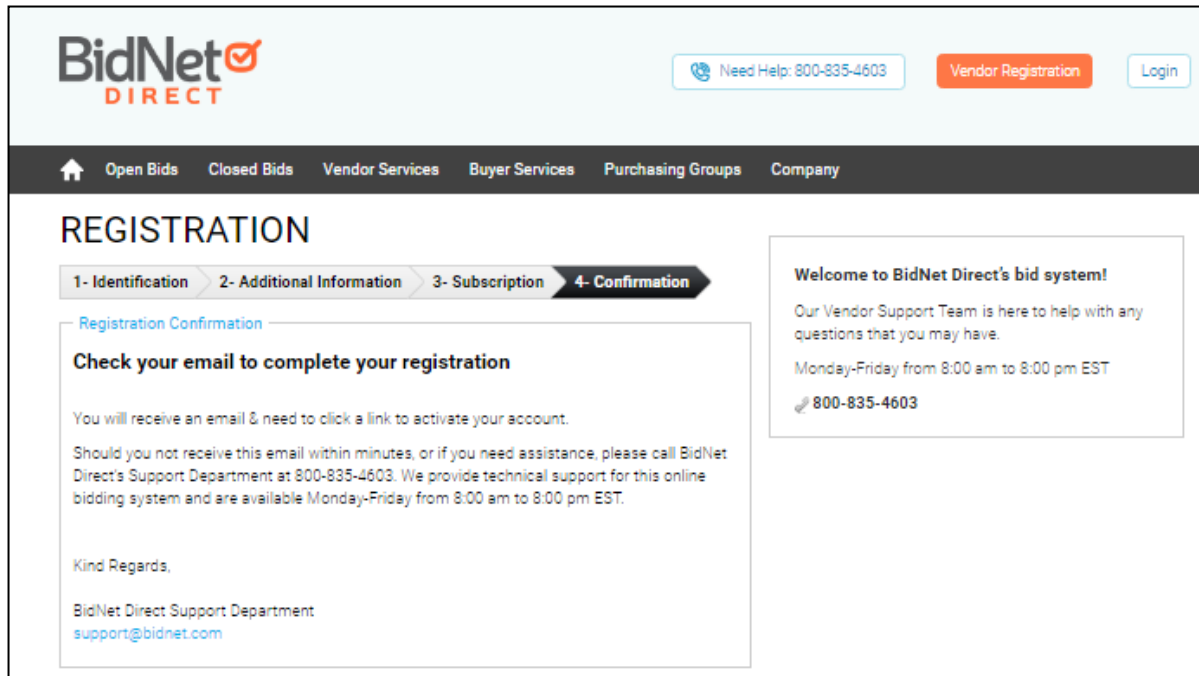 BidNet
DIRECT
Need Help: 800-835-4603
Vendor Registration
Login
Open Bids Closed Bids Vendor Services Buyer Services Purchasing Groups Company
REGISTRATION
1- Identification 2- Additional Information 3- Subscription 4- Confirmation
Registration Confirmation
Check your email to complete your registration
You will receive an email & need to click a link to activate your account.
Should you not receive this email within minutes, or if you need assistance, please call BidNet
Direct's Support Department at 800-835-4603. We provide technical support for this online
bidding system and are available Monday-Friday from 8:00 am to 8:00 pm EST.
Kind Regards,
BidNet Direct Support Department
support@bidnet.com
Welcome to BidNet Direct's bid system!
Our Vendor Support Team is here to help with any
questions that you may have.
Monday-Friday from 8:00 am to 8:00 pm EST
800-835-4603